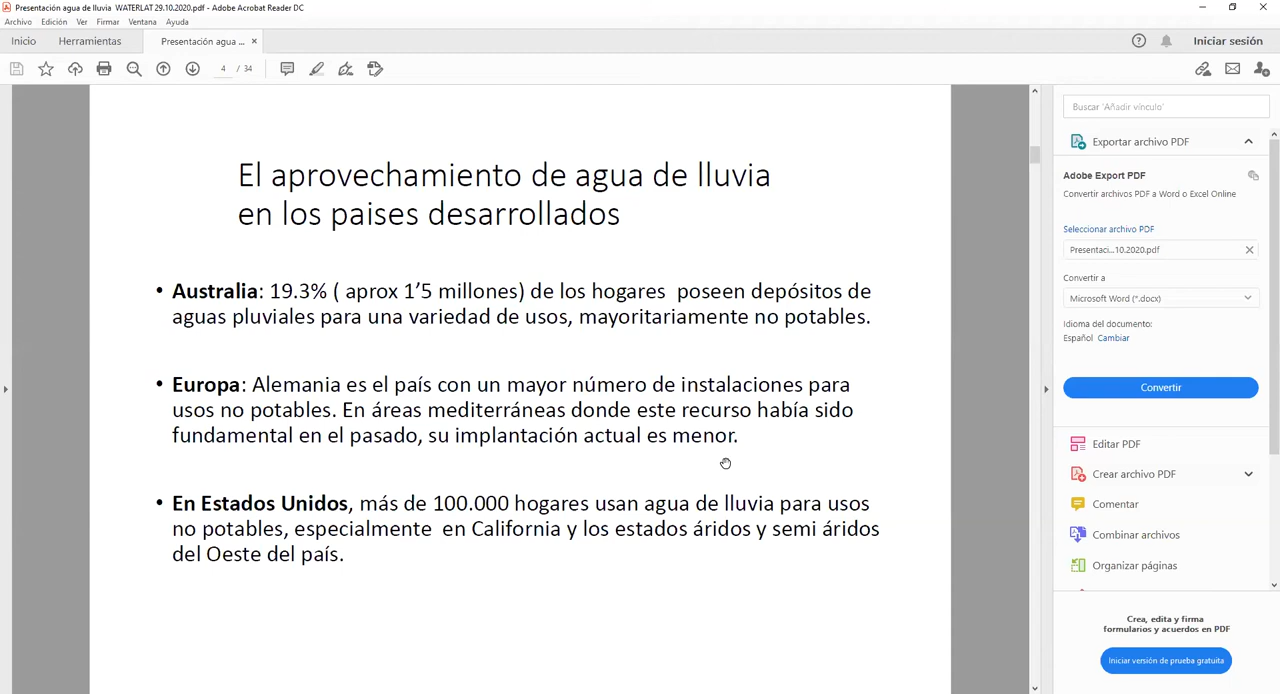 Presentación agua de lluvia  WATERLAT 29.10.2020.pdf - Adobe Acrobat Reader DC
Archivo Edición Ver Firmar Ventana Ayuda
Inicio Herramientas Presentación agua ... × Iniciar sesión
4 / 34
El aprovechamiento de agua de lluvia
en los paises desarrollados
• Australia: 19.3% ( aprox 1’5 millones) de los hogares  poseen depósitos de
aguas pluviales para una variedad de usos, mayoritariamente no potables.
• Europa: Alemania es el país con un mayor número de instalaciones para
usos no potables. En áreas mediterráneas donde este recurso había sido
fundamental en el pasado, su implantación actual es menor.
• En Estados Unidos, más de 100.000 hogares usan agua de lluvia para usos
no potables, especialmente  en California y los estados áridos y semi áridos
del Oeste del país.
Buscar 'Añadir vínculo'
Exportar archivo PDF
Adobe Export PDF
Convertir archivos PDF a Word o Excel Online
Seleccionar archivo PDF
Presentaci...10.2020.pdf
Convertir a
Microsoft Word (*.docx)
Idioma del documento:
Español Cambiar
Convertir
Editar PDF
Crear archivo PDF
Comentar
Combinar archivos
Organizar páginas
Crea, edita y firma
formularios y acuerdos en PDF
Iniciar versión de prueba gratuita